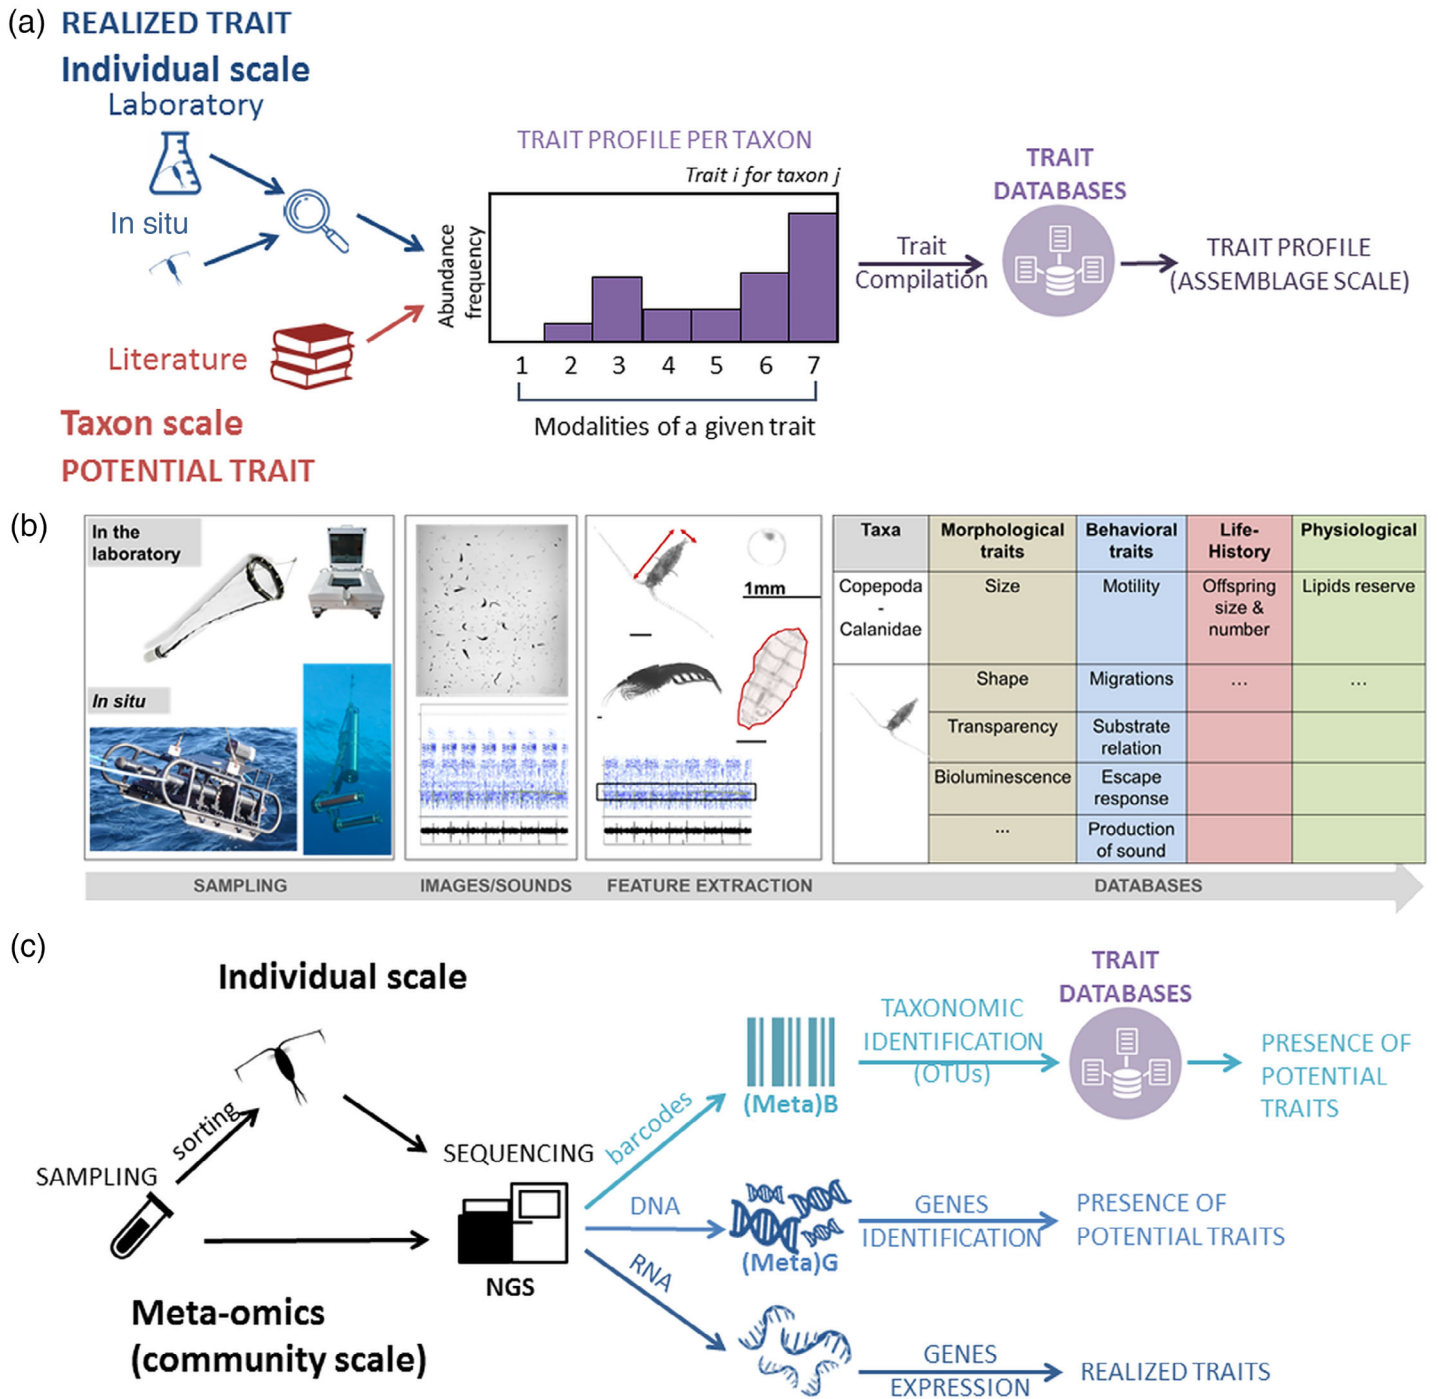 (a) REALIZED TRAIT
Individual scale
Laboratory
In situ
Literature
Taxon scale
POTENTIAL TRAIT
TRAIT PROFILE PER TAXON
Trait i for taxon j
Abundance
frequency
1 2 3 4 5 6 7
Modalities of a given trait
Trait
Compilation
TRAIT
DATABASES
TRAIT PROFILE
(ASSEMBLAGE SCALE)
(b)
In the
laboratory
In situ
1mm
Taxa
Morphological
traits
Behavioral
traits
Life-
History
Physiological
Copepoda
-
Calanidae
Size
Motility
Offspring
size &
number
Lipids reserve
Shape
Migrations
...
...
Transparency
Substrate
relation
Bioluminescence
Escape
response
...
Production
of sound
SAMPLING
IMAGES/SOUNDS
FEATURE EXTRACTION
DATABASES
(c)
Individual scale
sorting
SAMPLING
Meta-omics
(community scale)
SEQUENCING
NGS
barcodes
DNA
RNA
(Meta)B
TAXONOMIC
IDENTIFICATION
(OTUs)
TRAIT
DATABASES
PRESENCE OF
POTENTIAL
TRAITS
(Meta)G
GENES
IDENTIFICATION
PRESENCE OF
POTENTIAL TRAITS
GENES
EXPRESSION
REALIZED TRAITS